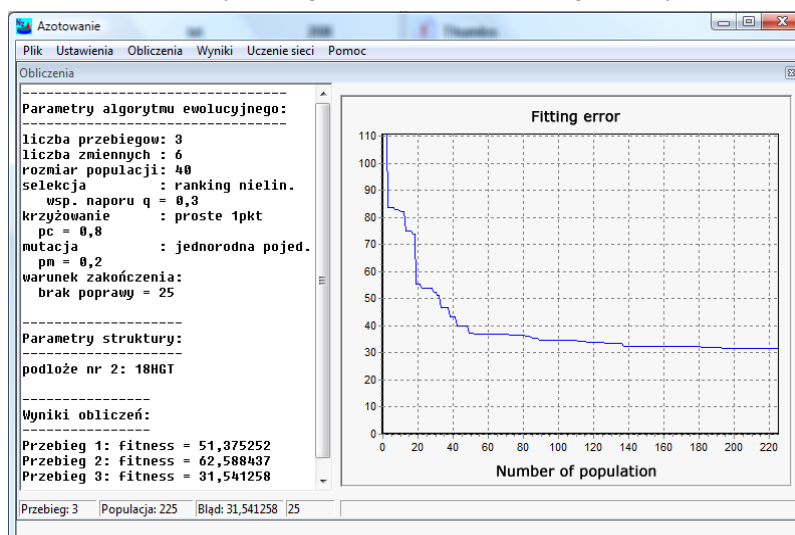 Azotowanie
Plik Ustawienia Obliczenia Wyniki Uczenie sieci Pomoc
Obliczenia
--------------------------------
Parametry algorytmu ewolucyjnego:
--------------------------------
liczba przebiegow: 3
liczba zmiennych : 6
rozmiar populacji: 40
selekcja : ranking nielin.
wsp. naporu q = 0,3
krzyżowanie : proste 1pkt
pc = 0,8
mutacja : jednorodna pojed.
pm = 0,2
warunek zakończenia:
brak poprawy = 25
-------------------
Parametry struktury:
-------------------
podloże nr 2: 18HGT
----------------
Wyniki obliczeń:
----------------
Przebieg 1: fitness = 51,375252
Przebieg 2: fitness = 62,588437
Przebieg 3: fitness = 31,541258
Fitting error
110
100
90
80
70
60
50
40
30
20
10
0
0 20 40 60 80 100 120 140 160 180 200 220
Number of population
Przebieg: 3 Populacja: 225 Błąd: 31,541258 25